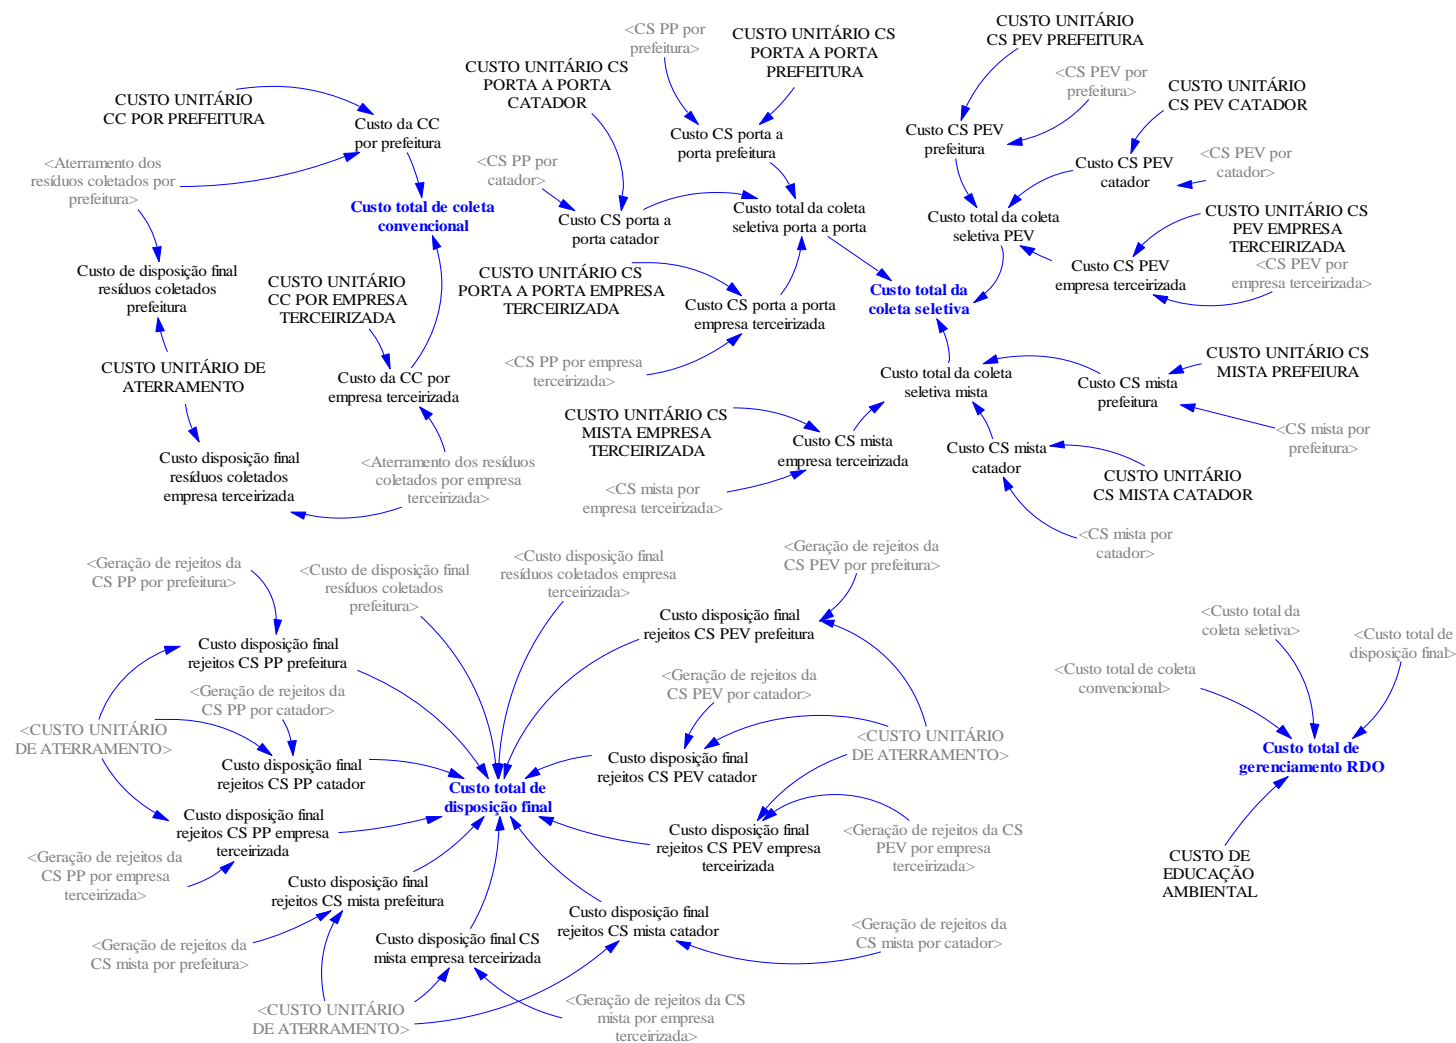 CUSTO UNITÁRIO
CC POR PREFEITURA
<Aterramento dos
resíduos coletados por
prefeitura>
Custo da CC
por prefeitura
Custo total de coleta
convencional
Custo de disposição final
resíduos coletados
prefeitura
CUSTO UNITÁRIO
CC POR EMPRESA
TERCEIRIZADA
CUSTO UNITÁRIO DE
ATERRAMENTO
Custo da CC por
empresa terceirizada
Custo disposição final
resíduos coletados
empresa terceirizada
<Aterramento dos resíduos
coletados por empresa
terceirizada>
<CS PP por
prefeitura>
CUSTO UNITÁRIO CS
PORTA A PORTA
PREFEITURA
CUSTO UNITÁRIO CS
PORTA A PORTA
CATADOR
Custo CS porta a
porta prefeitura
<CS PP por
catador>
Custo CS porta a
porta catador
Custo total da coleta
seletiva porta a porta
CUSTO UNITÁRIO CS
PORTA A PORTA EMPRESA
TERCEIRIZADA
Custo CS porta a porta
empresa terceirizada
<CS PP por empresa
terceirizada>
Custo total da
coleta seletiva
CUSTO UNITÁRIO
CS PEV PREFEITURA
<CS PEV por
prefeitura>
CUSTO UNITÁRIO
CS PEV CATADOR
Custo CS PEV
prefeitura
Custo CS PEV
catador
<CS PEV por
catador>
Custo total da coleta
seletiva PEV
CUSTO UNITÁRIO CS
PEV EMPRESA
TERCEIRIZADA
Custo CS PEV
empresa terceirizada
<CS PEV por
empresa terceirizada>
Custo total da coleta
seletiva mista
CUSTO UNITÁRIO CS
MISTA PREFEIURA
Custo CS mista
prefeitura
<CS mista por
prefeitura>
CUSTO UNITÁRIO CS
MISTA EMPRESA
TERCEIRIZADA
Custo CS mista
empresa terceirizada
<CS mista por
empresa terceirizada>
Custo CS mista
catador
CUSTO UNITÁRIO
CS MISTA CATADOR
<CS mista por
catador>
<Geração de rejeitos da
CS PP por prefeitura>
<Custo de disposição final
resíduos coletados
prefeitura>
<Custo disposição final
resíduos coletados empresa
terceirizada>
<Geração de rejeitos da
CS PEV por prefeitura>
Custo disposição final
rejeitos CS PP prefeitura
Custo disposição final
rejeitos CS PEV prefeitura
<Geração de rejeitos da
CS PP por catador>
<Geração de rejeitos da
CS PEV por catador>
<CUSTO UNITÁRIO
DE ATERRAMENTO>
Custo disposição final
rejeitos CS PP catador
Custo total de
disposição final
Custo disposição final
rejeitos CS PEV catador
<CUSTO UNITÁRIO
DE ATERRAMENTO>
Custo disposição final
rejeitos CS PP empresa
terceirizada
<Geração de rejeitos da
CS PP por empresa
terceirizada>
Custo disposição final
rejeitos CS PEV empresa
terceirizada
<Geração de rejeitos da CS
PEV por empresa
terceirizada>
Custo disposição final
rejeitos CS mista prefeitura
<Geração de rejeitos da
CS mista por prefeitura>
Custo disposição final CS
mista empresa terceirizada
Custo disposição final
rejeitos CS mista catador
<Geração de rejeitos da
CS mista por catador>
<CUSTO UNITÁRIO
DE ATERRAMENTO>
<Geração de rejeitos da CS
mista por empresa
terceirizada>
<Custo total da
coleta seletiva>
<Custo total de
disposição final>
<Custo total de coleta
convencional>
Custo total de
gerenciamento RDO
CUSTO DE
EDUCAÇÃO
AMBIENTAL